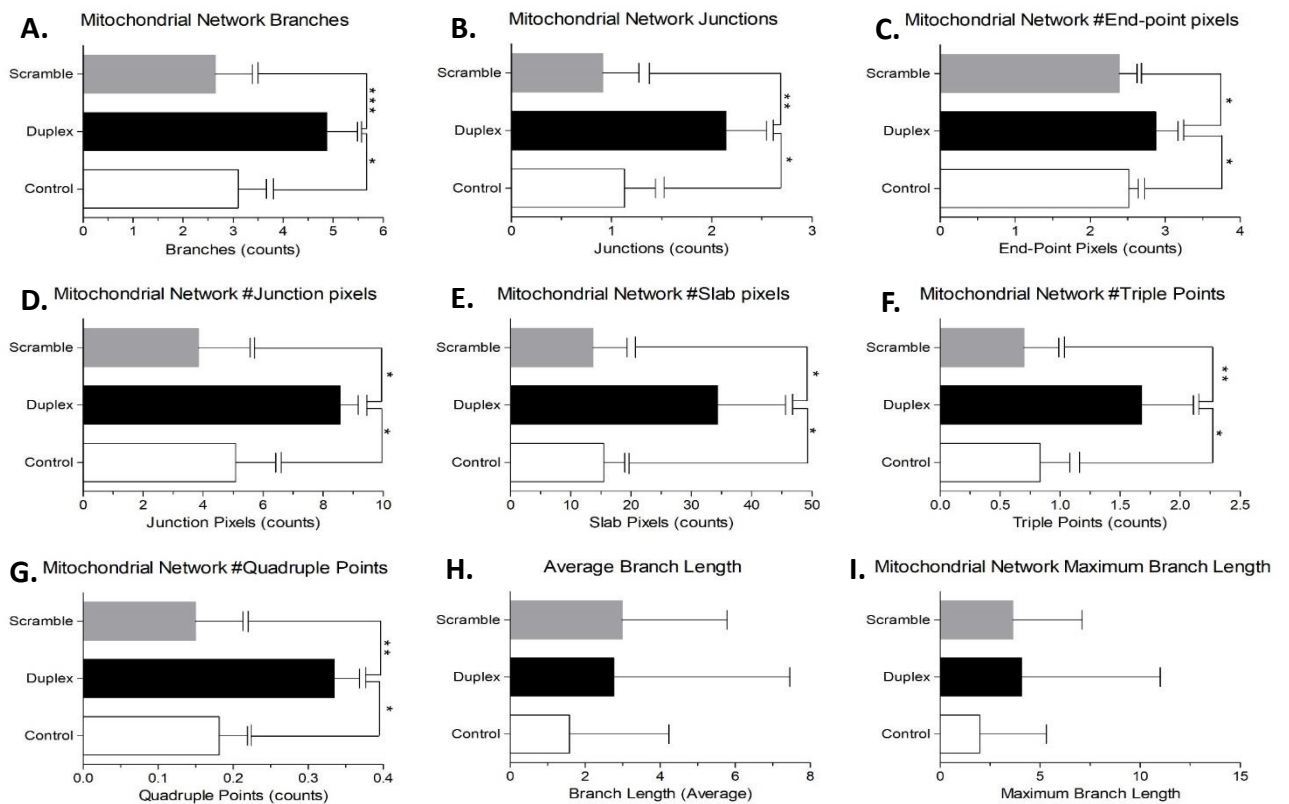 A.
Mitochondrial Network Branches
Scramble
***
Duplex
*
Control
0 1 2 3 4 5 6
Branches (counts)
B.
Mitochondrial Network Junctions
Scramble
**
Duplex
*
Control
0 1 2 3
Junctions (counts)
C.
Mitochondrial Network #End-point pixels
Scramble
*
Duplex
*
Control
0 1 2 3 4
End-Point Pixels (counts)
D.
Mitochondrial Network #Junction pixels
Scramble
*
Duplex
*
Control
0 2 4 6 8 10
Junction Pixels (counts)
E.
Mitochondrial Network #Slab pixels
Scramble
*
Duplex
*
Control
0 10 20 30 40 50
Slab Pixels (counts)
F.
Mitochondrial Network #Triple Points
Scramble
**
Duplex
*
Control
0.0 0.5 1.0 1.5 2.0 2.5
Triple Points (counts)
G.
Mitochondrial Network #Quadruple Points
Scramble
**
Duplex
*
Control
0.0 0.1 0.2 0.3 0.4
Quadruple Points (counts)
H.
Average Branch Length
Scramble
Duplex
Control
0 2 4 6 8
Branch Length (Average)
I.
Mitochondrial Network Maximum Branch Length
Scramble
Duplex
Control
0 5 10 15
Maximum Branch Length